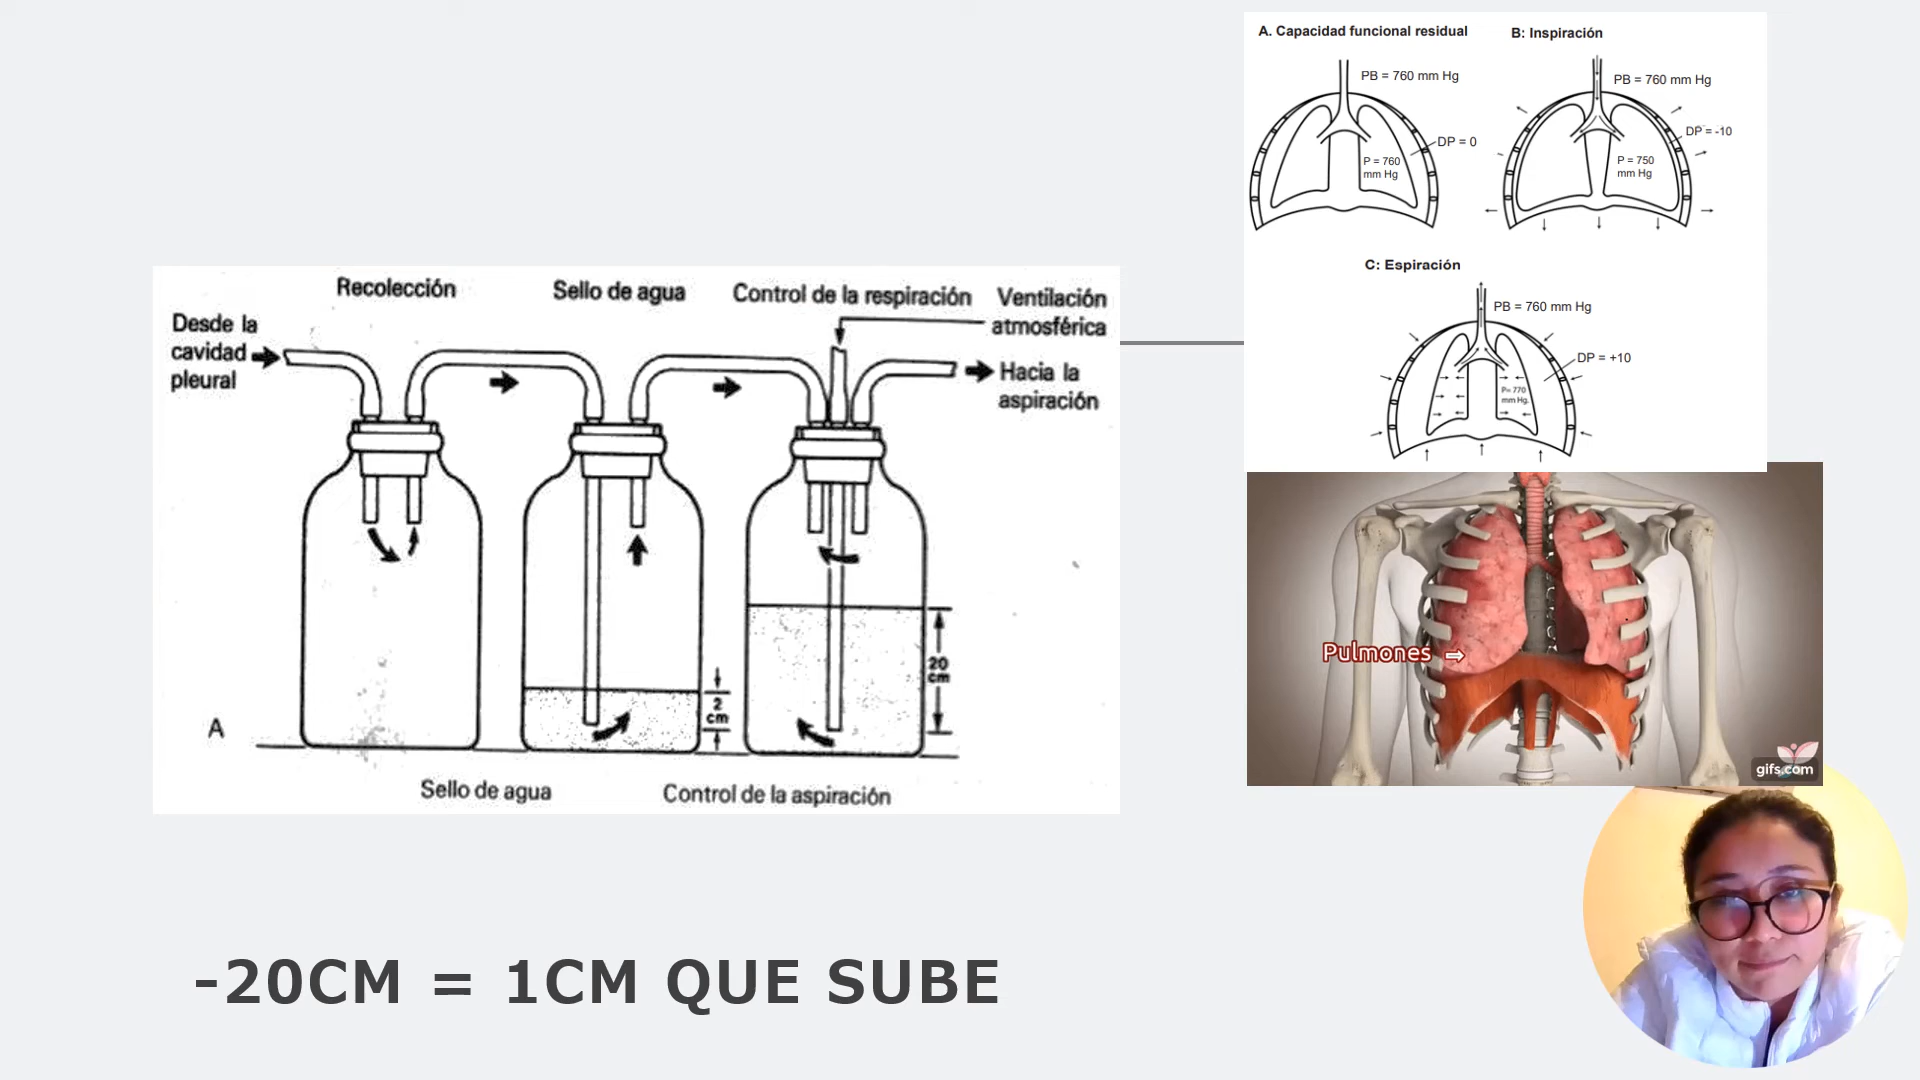 A. Capacidad funcional residual
PB = 760 mm Hg
DP = 0
P = 760
mm Hg
B: Inspiración
PB = 760 mm Hg
DP = -10
P = 750
mm Hg
C: Espiración
PB = 760 mm Hg
DP = +10
P= 770
mm Hg.
Recolección
Sello de agua
Control de la respiración
Ventilación
atmosférica
Desde la
cavidad
pleural
Hacia la
aspiración
20
cm
2
cm
A
Sello de agua
Control de la aspiración
Pulmones
gifs.com
-20CM = 1CM QUE SUBE